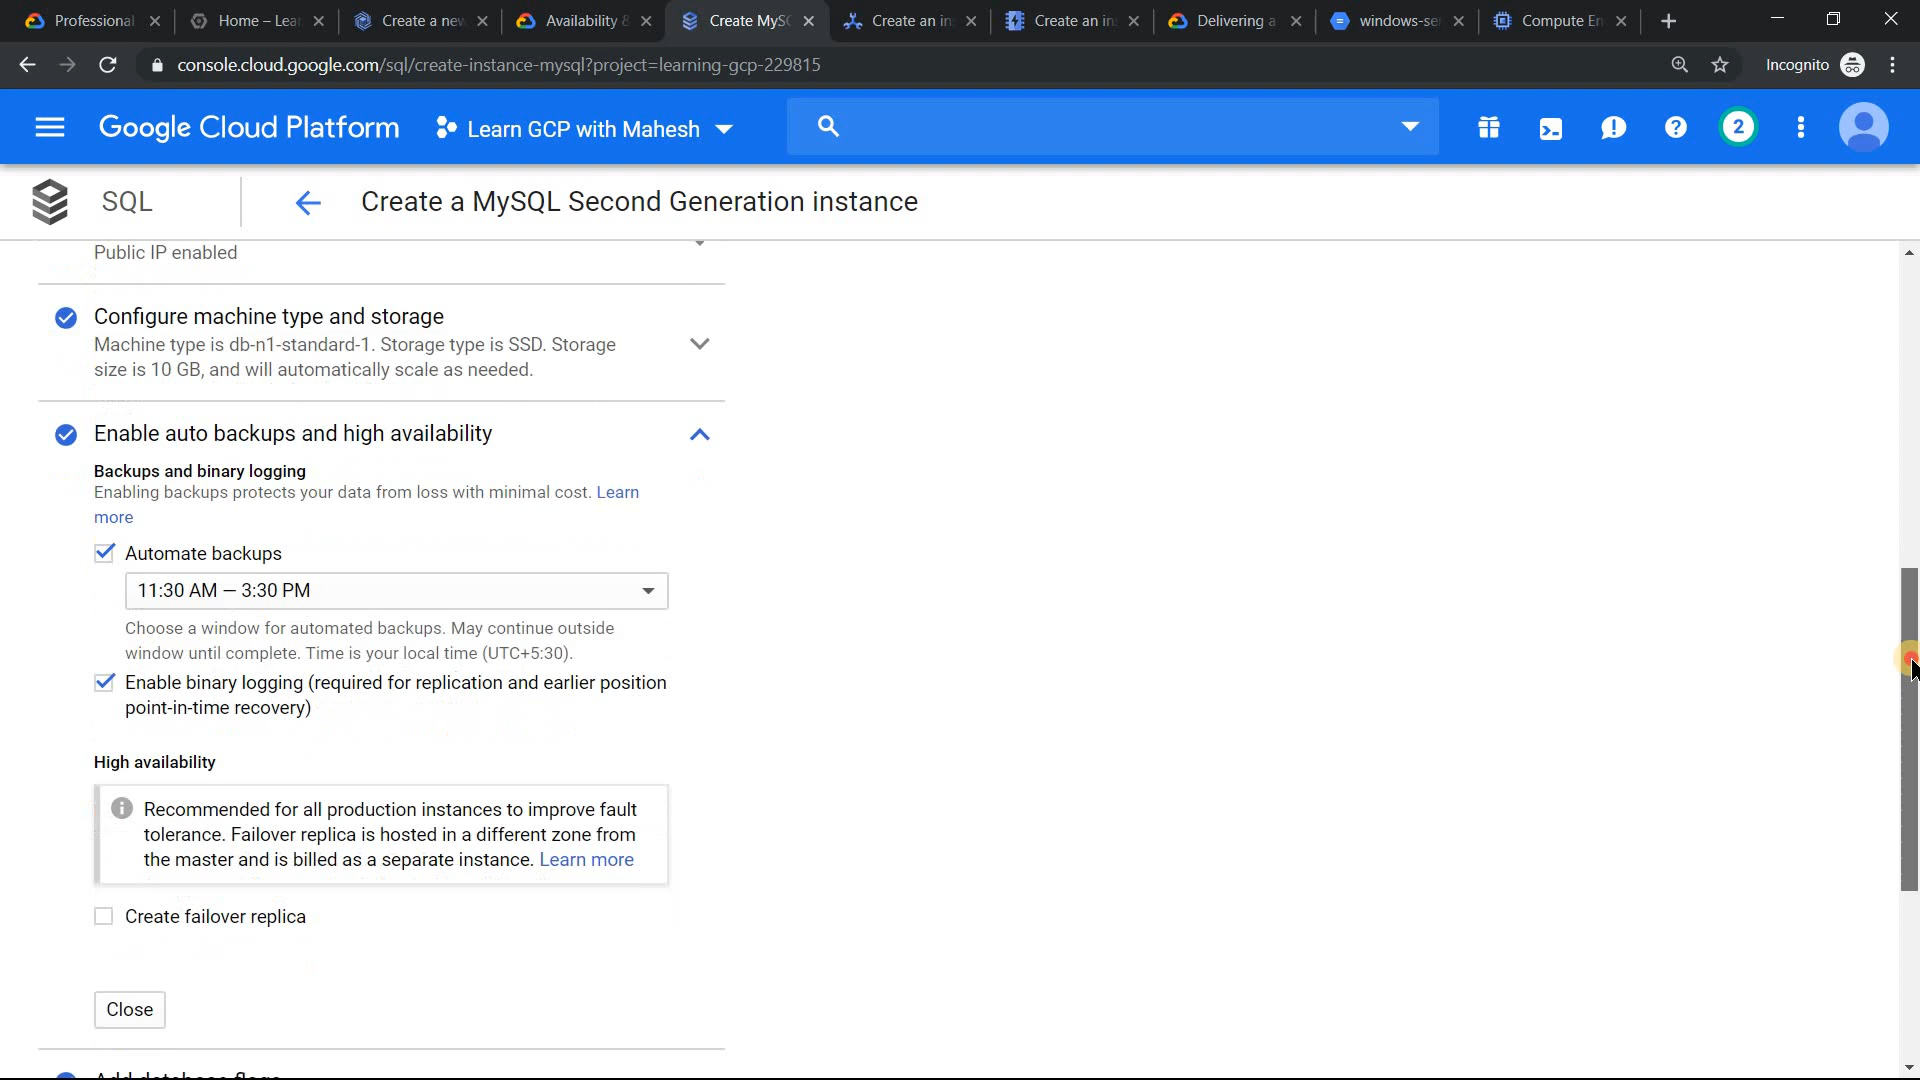 Professional
Home – Lea
Create a new
Availability &
Create MySQ
Create an in
Create an in
Delivering a
windows-se
Compute En
console.cloud.google.com/sql/create-instance-mysql?project=learning-gcp-229815
Incognito
Google Cloud Platform
Learn GCP with Mahesh
2
SQL
Create a MySQL Second Generation instance
Public IP enabled
Configure machine type and storage
Machine type is db-n1-standard-1. Storage type is SSD. Storage
size is 10 GB, and will automatically scale as needed.
Enable auto backups and high availability
Backups and binary logging
Enabling backups protects your data from loss with minimal cost. Learn
more
Automate backups
11:30 AM — 3:30 PM
Choose a window for automated backups. May continue outside
window until complete. Time is your local time (UTC+5:30).
Enable binary logging (required for replication and earlier position
point-in-time recovery)
High availability
Recommended for all production instances to improve fault
tolerance. Failover replica is hosted in a different zone from
the master and is billed as a separate instance. Learn more
Create failover replica
Close
Add database flags